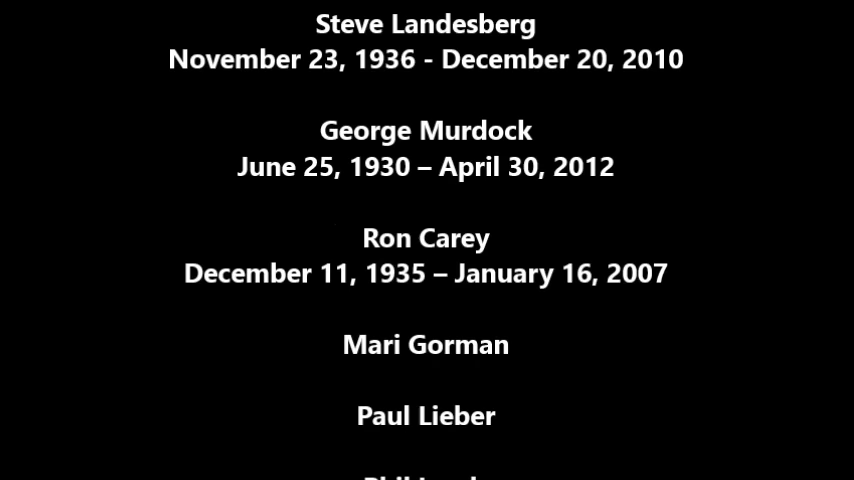 Steve Landesberg
November 23, 1936 - December 20, 2010
George Murdock
June 25, 1930 – April 30, 2012
Ron Carey
December 11, 1935 – January 16, 2007
Mari Gorman
Paul Lieber